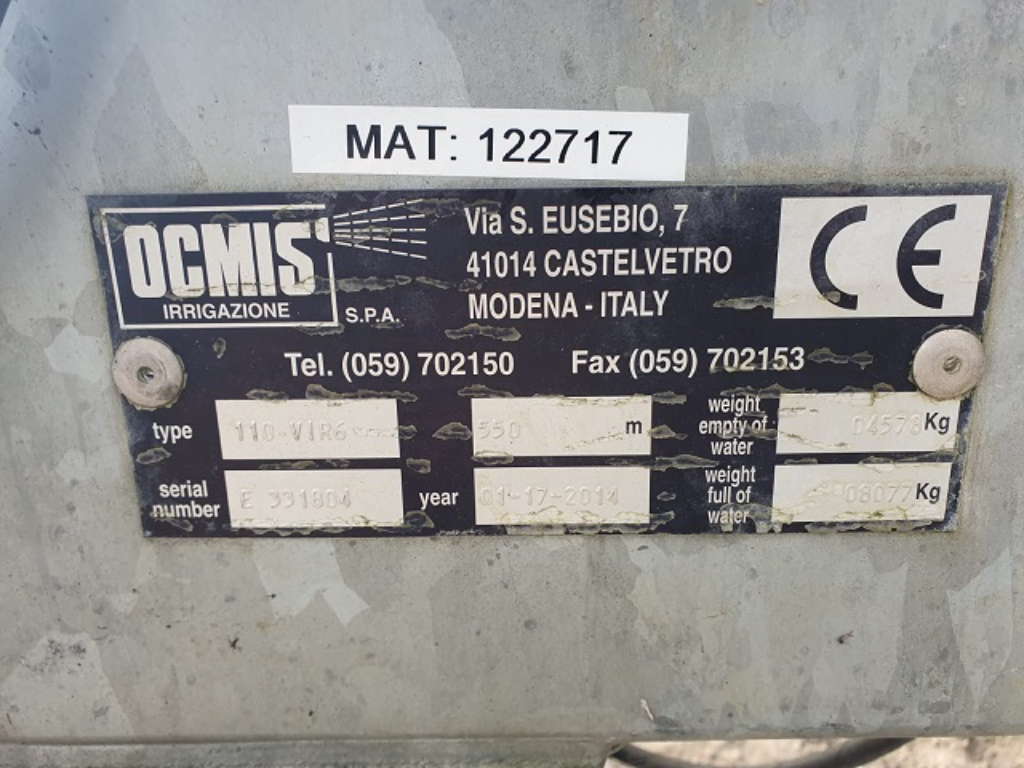 MAT: 122717
OCMIS
IRRIGAZIONE
S.P.A.
Via S. EUSEBIO, 7
41014 CASTELVETRO
MODENA - ITALY
CE
Tel. (059) 702150 Fax (059) 702153
type 110 VIR6 550 m
weight empty of water 04578 Kg
serial number E 331804 year 01-17-2014
weight full of water 08077 Kg